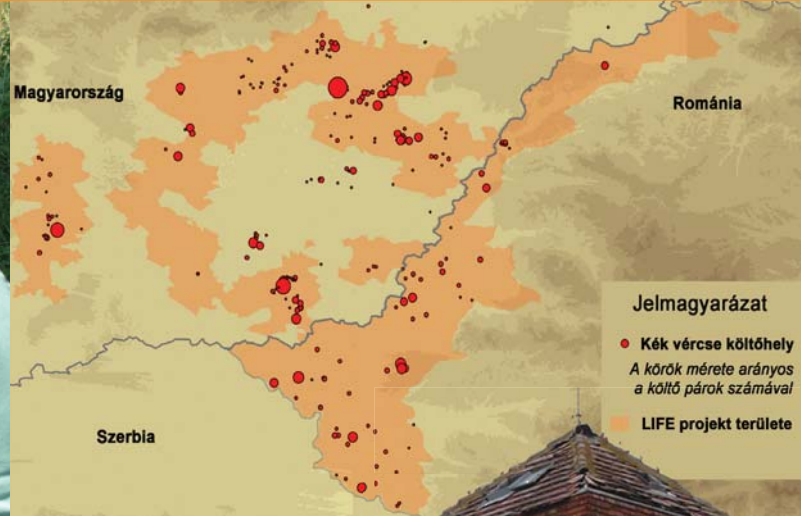 Magyarország
Románia
Szerbia
Jelmagyarázat
Kék vércse költőhely
A körök mérete arányos
a költő párok számával
LIFE projekt területe